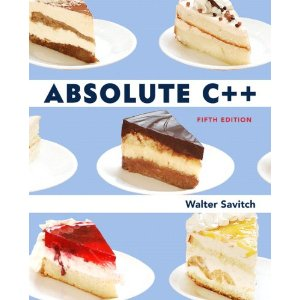 ABSOLUTE C++
FIFTH EDITION
Walter Savitch